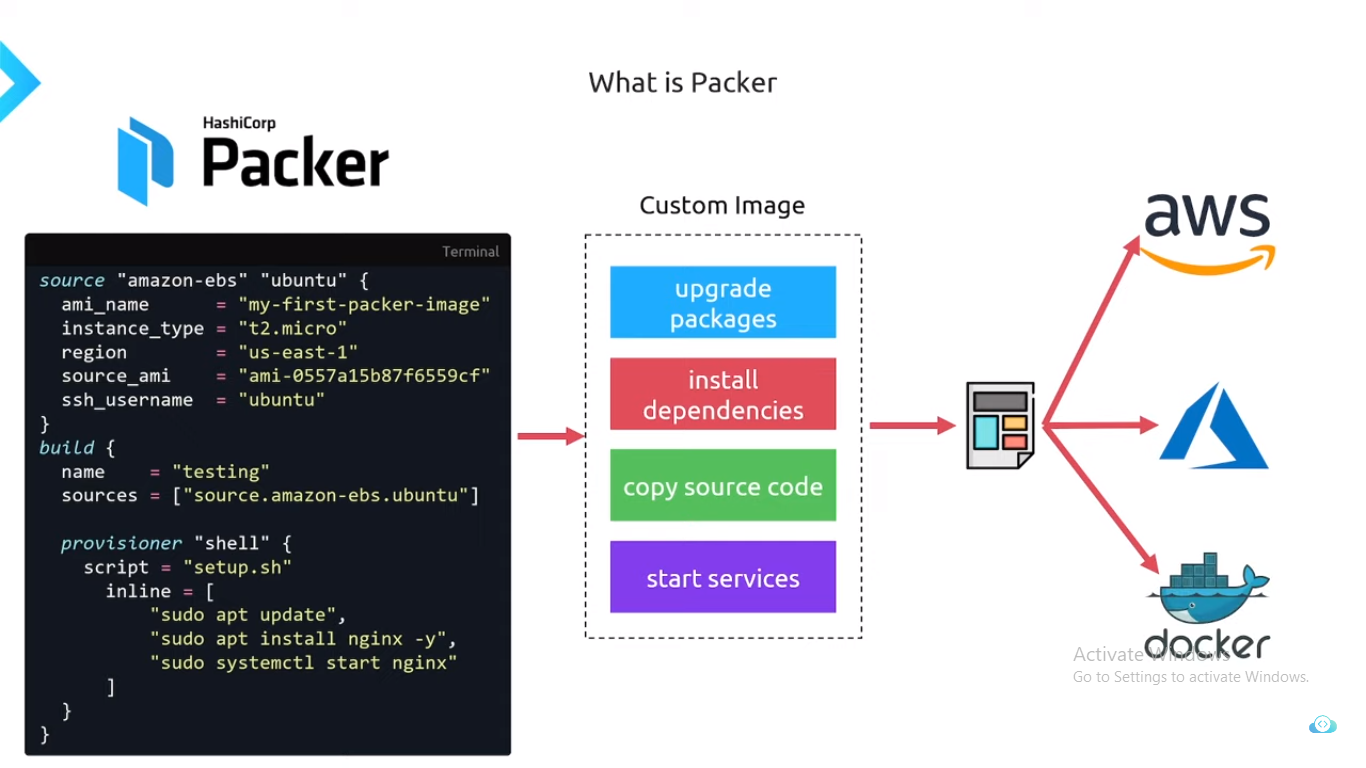 What is Packer
HashiCorp
Packer
Terminal
source "amazon-ebs" "ubuntu" {
  ami_name      = "my-first-packer-image"
  instance_type = "t2.micro"
  region        = "us-east-1"
  source_ami    = "ami-0557a15b87f6559cf"
  ssh_username  = "ubuntu"
}
build {
  name    = "testing"
  sources = ["source.amazon-ebs.ubuntu"]
  provisioner "shell" {
    script = "setup.sh"
      inline = [
          "sudo apt update",
          "sudo apt install nginx -y",
          "sudo systemctl start nginx"
      ]
  }
}
Custom Image
upgrade
packages
install
dependencies
copy source code
start services
aws
docker
Activate Windows
Go to Settings to activate Windows.